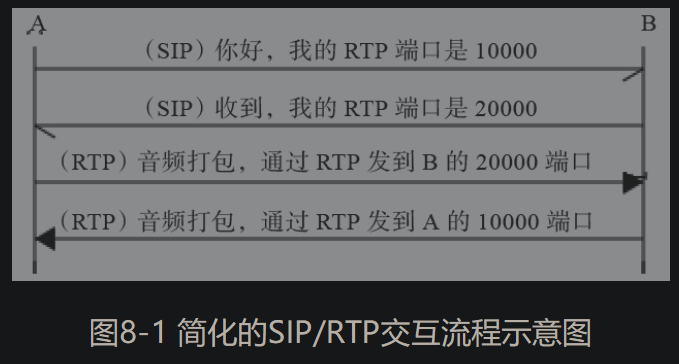 A B
（SIP）你好，我的 RTP 端口是 10000
（SIP）收到，我的 RTP 端口是 20000
（RTP）音频打包，通过 RTP 发到 B 的 20000 端口
（RTP）音频打包，通过 RTP 发到 A 的 10000 端口
图8-1 简化的SIP/RTP交互流程示意图